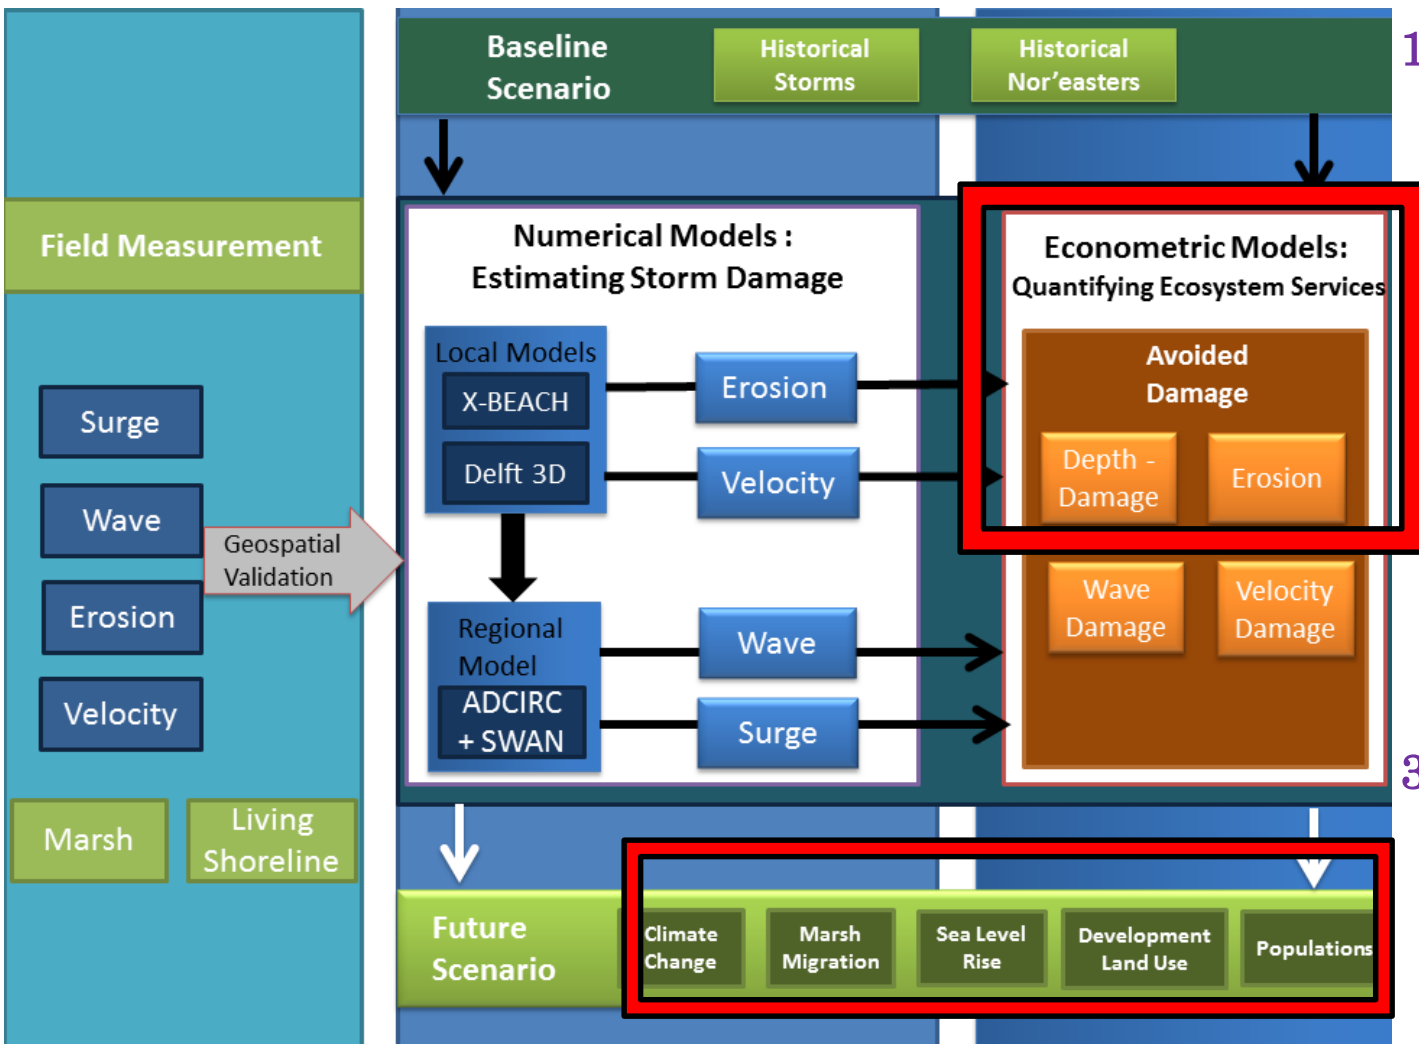 Baseline
Scenario
Historical
Storms
Historical
Nor'easters
1
Field Measurement
Surge
Wave
Erosion
Velocity
Marsh
Living
Shoreline
Geospatial
Validation
Numerical Models :
Estimating Storm Damage
Local Models
X-BEACH
Delft 3D
Erosion
Velocity
Regional
Model
ADCIRC
+ SWAN
Wave
Surge
Econometric Models:
Quantifying Ecosystem Services
Avoided
Damage
Depth -
Damage
Erosion
Wave
Damage
Velocity
Damage
3
Future
Scenario
Climate
Change
Marsh
Migration
Sea Level
Rise
Development
Land Use
Populations